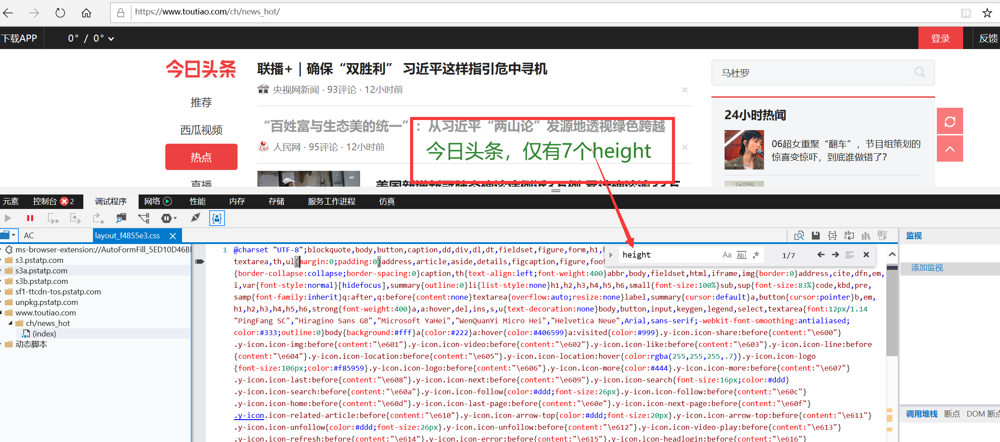 https://www.toutiao.com/ch/news_hot/
下载APP
0° / 0°
登录
反馈
今日头条
推荐
西瓜视频
热点
直播
联播+ | 确保“双胜利” 习近平这样指引危中寻机
央视网新闻 · 93评论 · 12小时前
“百姓富与生态美的统一”：从习近平“两山论”发源地透视绿色跨越
人民网 · 95评论 · 12小时前
今日头条，仅有7个height
马杜罗
24小时热闻
06超女重聚“翻车”，节目组策划的
惊喜变惊吓，到底谁做错了？
元素
控制台 2
调试程序
网络
性能
内存
存储
服务工作进程
仿真
AC
layout_f4855e3.css
监视
添加监视
ms-browser-extension://AutoFormFill_5ED10D46B
s3.pstatp.com
s3a.pstatp.com
s3b.pstatp.com
sf1-ttcdn-tos.pstatp.com
unpkg.pstatp.com
www.toutiao.com
ch/news_hot
(index)
动态脚本
height
Aa
Abl
.*
1/7
1
@charset "UTF-8";blockquote,body,button,caption,dd,div,dl,dt,fieldset,figure,form,h1,h
textarea,th,ul{margin:0;padding:0}address,article,aside,details,figcaption,figure,foot
{border-collapse:collapse;border-spacing:0}caption,th{text-align:left;font-weight:400}abbr,body,fieldset,html,iframe,img{border:0}address,cite,dfn,em,
i,var{font-style:normal}[hidefocus],summary{outline:0}li{list-style:none}h1,h2,h3,h4,h5,h6,small{font-size:100%}sub,sup{font-size:83%}code,kbd,pre,
samp{font-family:inherit}q:after,q:before{content:none}textarea{overflow:auto;resize:none}label,summary{cursor:default}a,button{cursor:pointer}b,em,
h1,h2,h3,h4,h5,h6,strong{font-weight:400}a,a:hover,del,ins,s,u{text-decoration:none}body,button,input,keygen,legend,select,textarea{font:12px/1.14
"PingFang SC","Hiragino Sans GB","Microsoft YaHei","WenQuanYi Micro Hei","Helvetica Neue",Arial,sans-serif;-webkit-font-smoothing:antialiased;
color:#333;outline:0}body{background:#fff}a{color:#222}a:hover{color:#406599}a:visited{color:#999}.y-icon.icon-share:before{content:"\e600"}
.y-icon.icon-img:before{content:"\e601"}.y-icon.icon-video:before{content:"\e602"}.y-icon.icon-like:before{content:"\e603"}.y-icon.icon-line:before
{content:"\e604"}.y-icon.icon-location:before{content:"\e605"}.y-icon.icon-location:hover{color:rgba(255,255,255,.7)}.y-icon.icon-logo
{font-size:106px;color:#f85959}.y-icon.icon-logo:before{content:"\e606"}.y-icon.icon-more{color:#444}.y-icon.icon-more:before{content:"\e607"}
.y-icon.icon-last:before{content:"\e608"}.y-icon.icon-next:before{content:"\e609"}.y-icon.icon-search{font-size:16px;color:#ddd}
.y-icon.icon-search:before{content:"\e60a"}.y-icon.icon-follow{color:#ddd;font-size:26px}.y-icon.icon-follow:before{content:"\e60c"}
.y-icon.icon-home:before{content:"\e60d"}.y-icon.icon-last-page:before{content:"\e60e"}.y-icon.icon-next-page:before{content:"\e60f"}
.y-icon.icon-related-article:before{content:"\e610"}.y-icon.icon-arrow-top{color:#ddd;font-size:20px}.y-icon.icon-arrow-top:before{content:"\e611"}
.y-icon.icon-unfollow{color:#ddd;font-size:26px}.y-icon.icon-unfollow:before{content:"\e612"}.y-icon.icon-video-play:before{content:"\e613"}
.y-icon.icon-refresh:before{content:"\e614"}.y-icon.icon-error:before{content:"\e615"}.y-icon.icon-headlogin:before{content:"\e616"}
调用堆栈
断点
DOM 断点